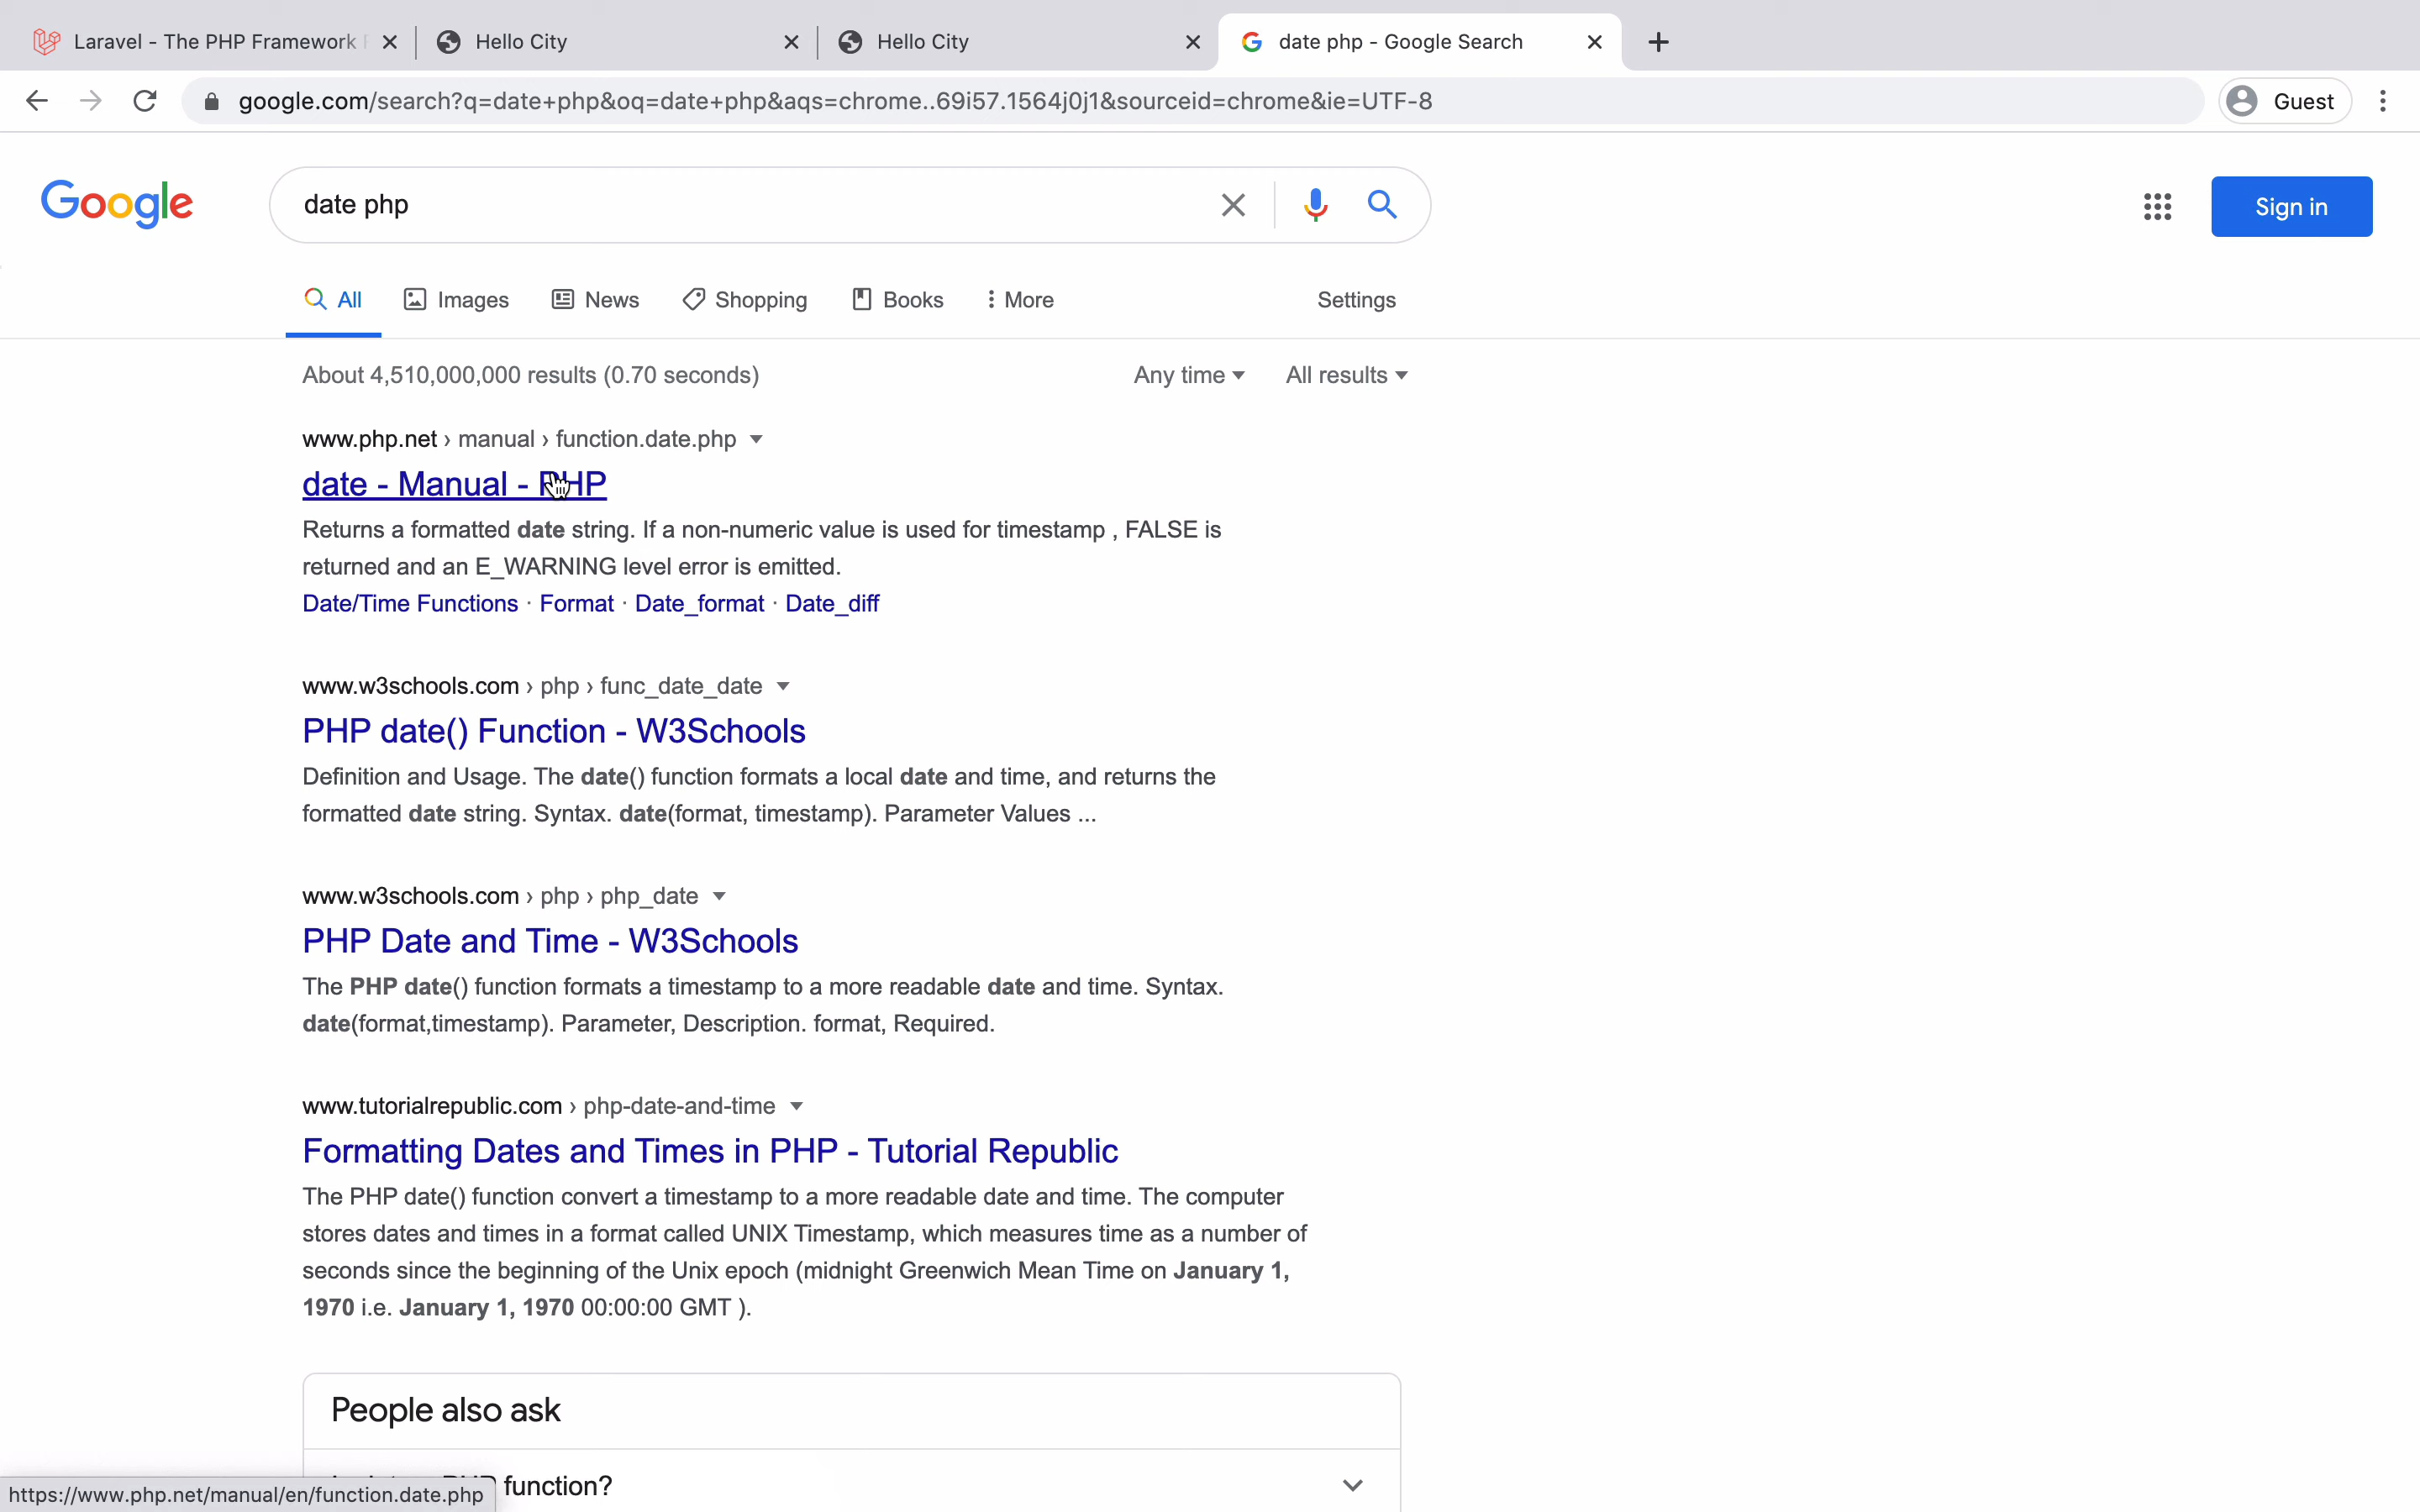 Laravel - The PHP Framework
Hello City
Hello City
date php - Google Search
google.com/search?q=date+php&oq=date+php&aqs=chrome..69i57.1564j0j1&sourceid=chrome&ie=UTF-8
Guest
Google
date php
Sign in
All
Images
News
Shopping
Books
More
Settings
About 4,510,000,000 results (0.70 seconds)
Any time
All results
www.php.net › manual › function.date.php
date - Manual - PHP
Returns a formatted date string. If a non-numeric value is used for timestamp , FALSE is
returned and an E_WARNING level error is emitted.
Date/Time Functions · Format · Date_format · Date_diff
www.w3schools.com › php › func_date_date
PHP date() Function - W3Schools
Definition and Usage. The date() function formats a local date and time, and returns the
formatted date string. Syntax. date(format, timestamp). Parameter Values ...
www.w3schools.com › php › php_date
PHP Date and Time - W3Schools
The PHP date() function formats a timestamp to a more readable date and time. Syntax.
date(format,timestamp). Parameter, Description. format, Required.
www.tutorialrepublic.com › php-date-and-time
Formatting Dates and Times in PHP - Tutorial Republic
The PHP date() function convert a timestamp to a more readable date and time. The computer
stores dates and times in a format called UNIX Timestamp, which measures time as a number of
seconds since the beginning of the Unix epoch (midnight Greenwich Mean Time on January 1,
1970 i.e. January 1, 1970 00:00:00 GMT ).
People also ask
function?
https://www.php.net/manual/en/function.date.php